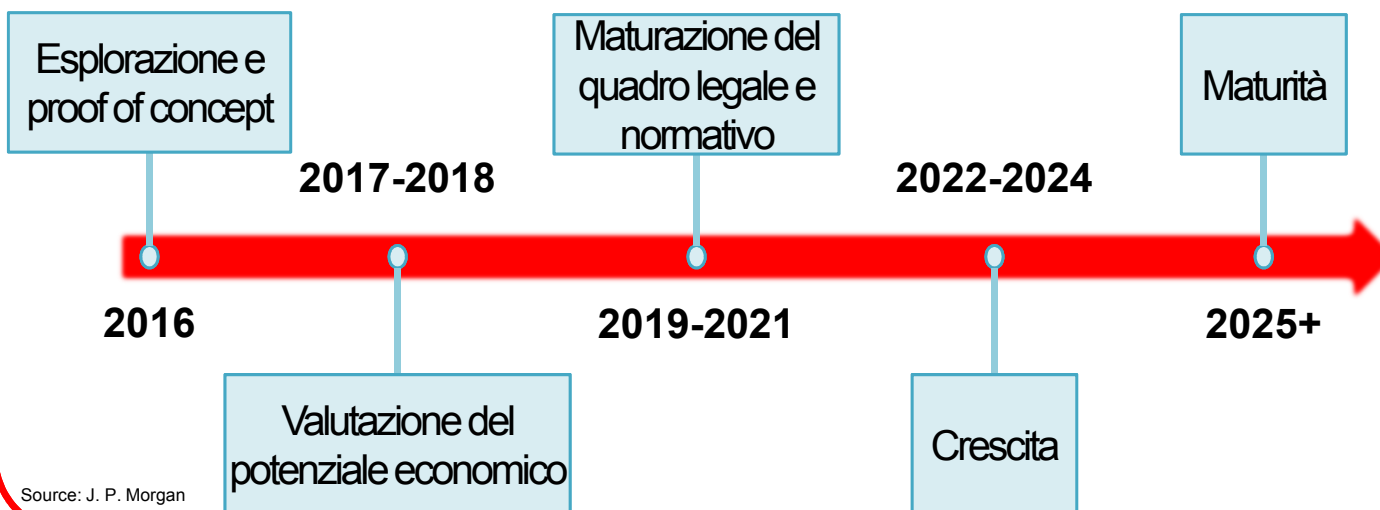 Esplorazione e
proof of concept
Maturazione del
quadro legale e
normativo
Maturità
2017-2018
2022-2024
2016
2019-2021
2025+
Valutazione del
potenziale economico
Crescita
Source: J. P. Morgan